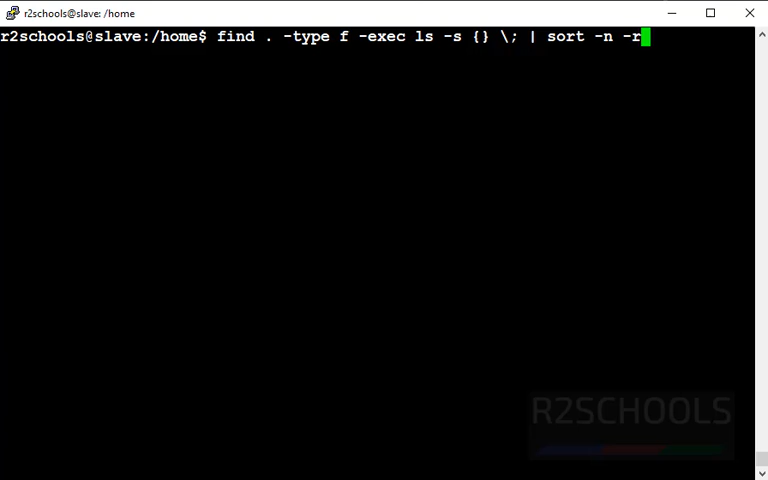 r2schools@slave: /home
r2schools@slave:/home$ find . -type f -exec ls -s {} \; | sort -n -r
R2SCHOOLS